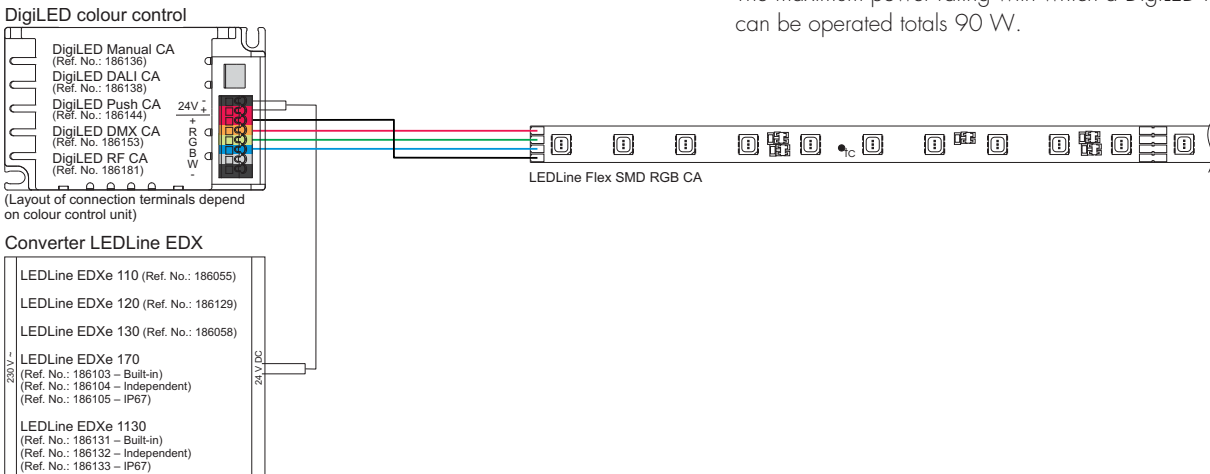 The maximum power rating with which a DigiLED
can be operated totals 90 W.
DigiLED colour control
DigiLED Manual CA
(Ref. No.: 186136)
DigiLED DALI CA
(Ref. No.: 186138)
DigiLED Push CA
(Ref. No.: 186144)
DigiLED DMX CA
(Ref. No. 186153)
DigiLED RF CA
(Ref. No.: 186181)
24V -
+
+
R
G
B
W
-
(Layout of connection terminals depend
on colour control unit)
tC
LEDLine Flex SMD RGB CA
Converter LEDLine EDX
230 V ~
LEDLine EDXe 110 (Ref. No.: 186055)
LEDLine EDXe 120 (Ref. No.: 186129)
LEDLine EDXe 130 (Ref. No.: 186058)
LEDLine EDXe 170
(Ref. No.: 186103 – Built-in)
(Ref. No.: 186104 – Independent)
(Ref. No.: 186105 – IP67)
LEDLine EDXe 1130
(Ref. No.: 186131 – Built-in)
(Ref. No.: 186132 – Independent)
(Ref. No.: 186133 – IP67)
24 V DC